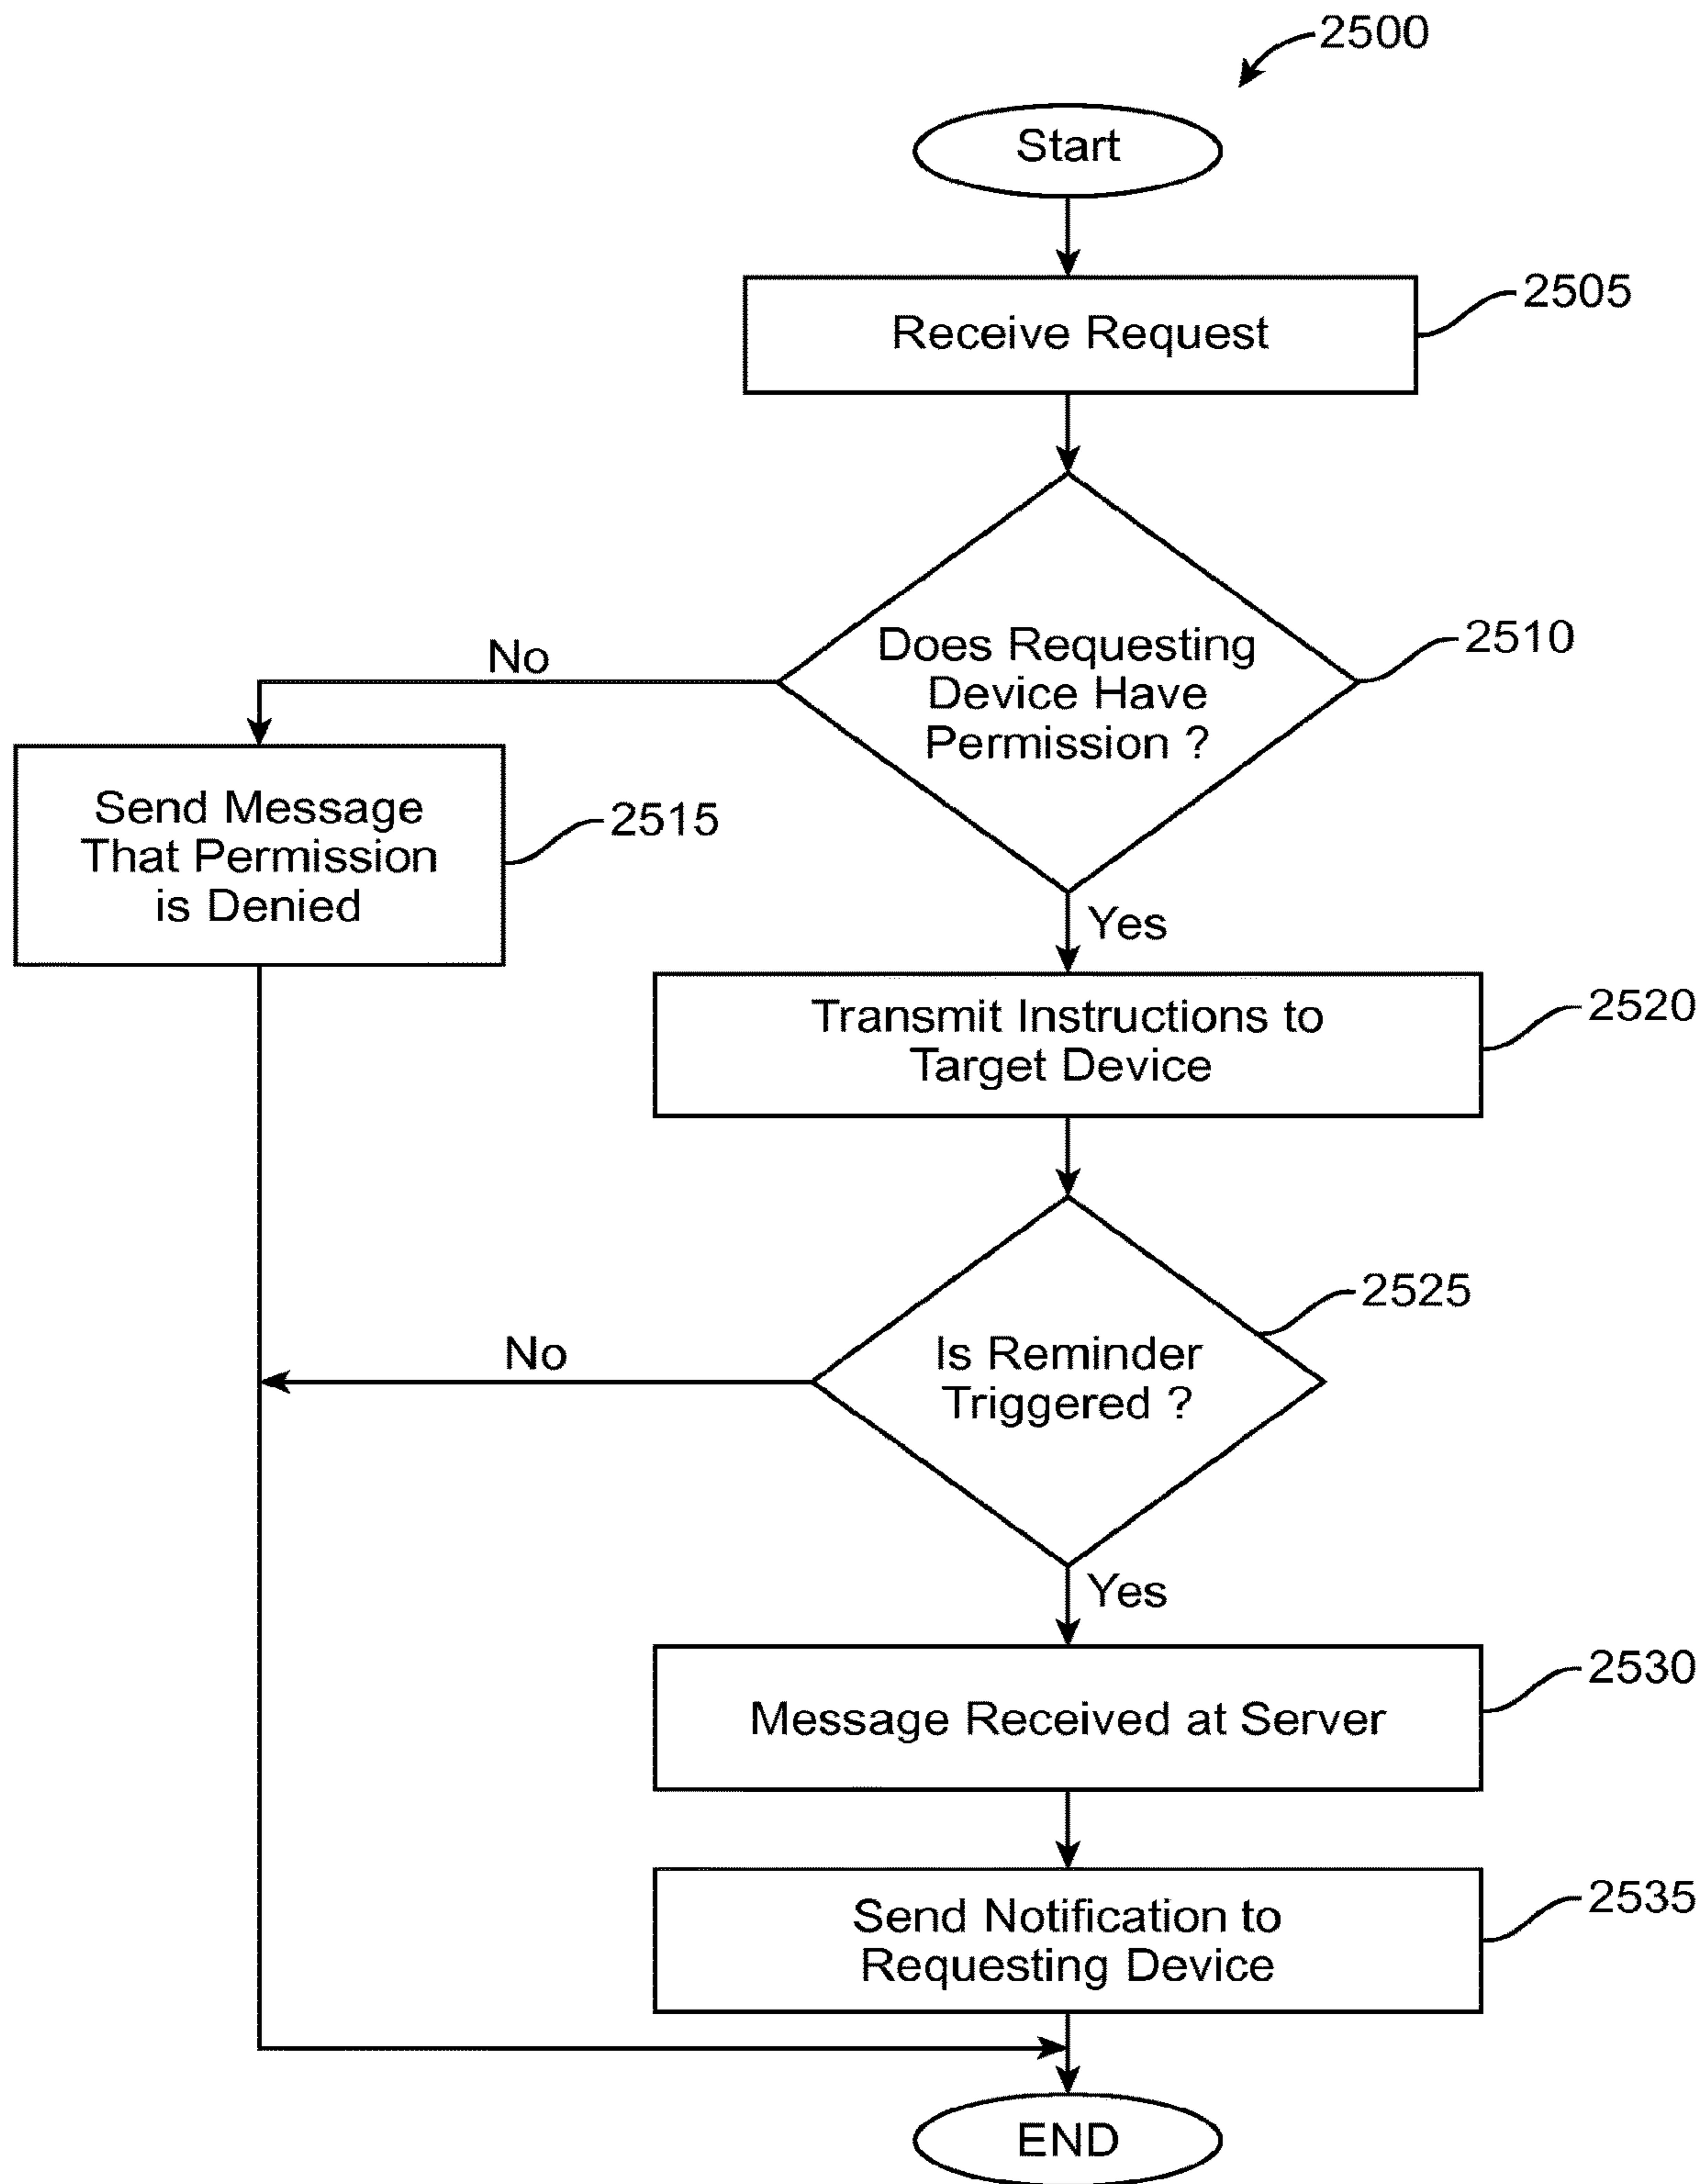 2500
Start
Receive Request
2505
Does Requesting
Device Have
Permission ?
2510
No
Send Message
That Permission
is Denied
2515
Yes
Transmit Instructions to
Target Device
2520
Is Reminder
Triggered ?
2525
No
Yes
Message Received at Server
2530
Send Notification to
Requesting Device
2535
END